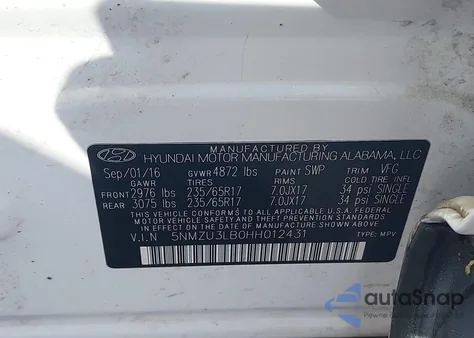 MANUFACTURED BY
HYUNDAI MOTOR MANUFACTURING ALABAMA, LLC
Sep/01/16 GVWR 4872 lbs PAINT SWP TRIM VFG
GAWR TIRES RIMS COLD TIRE PRESSURE
FRONT 2976 lbs 235/65R17 7.0JX17 34 psi SINGLE
REAR 3075 lbs 235/65R17 7.0JX17 34 psi SINGLE
THIS VEHICLE CONFORMS TO ALL APPLICABLE U.S.A. FEDERAL MOTOR VEHICLE
SAFETY AND THEFT PREVENTION STANDARDS IN EFFECT ON
THE DATE OF MANUFACTURE SHOWN ABOVE.
V.I.N 5NMZU3LB0HH012431 TYPE: MPV
autoSnap